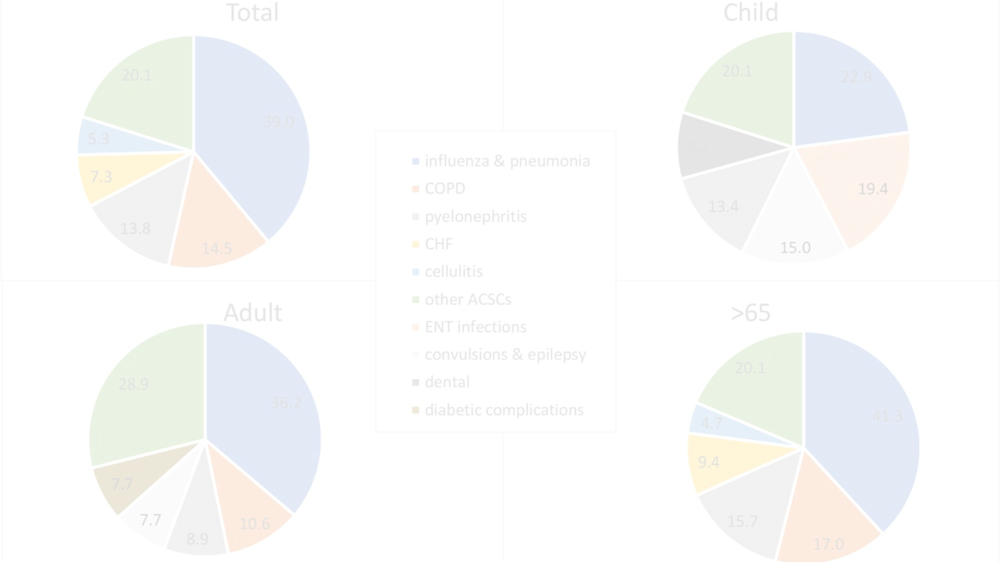 Total
20.1
39.0
5.3
7.3
13.8
14.5
Child
20.1
22.9
9.2
19.4
13.4
15.0
influenza & pneumonia
COPD
pyelonephritis
CHF
cellulitis
other ACSCs
ENT infections
convulsions & epilepsy
dental
diabetic complications
Adult
28.9
36.2
7.7
7.7
10.6
8.9
>65
20.1
41.3
4.7
9.4
15.7
17.0